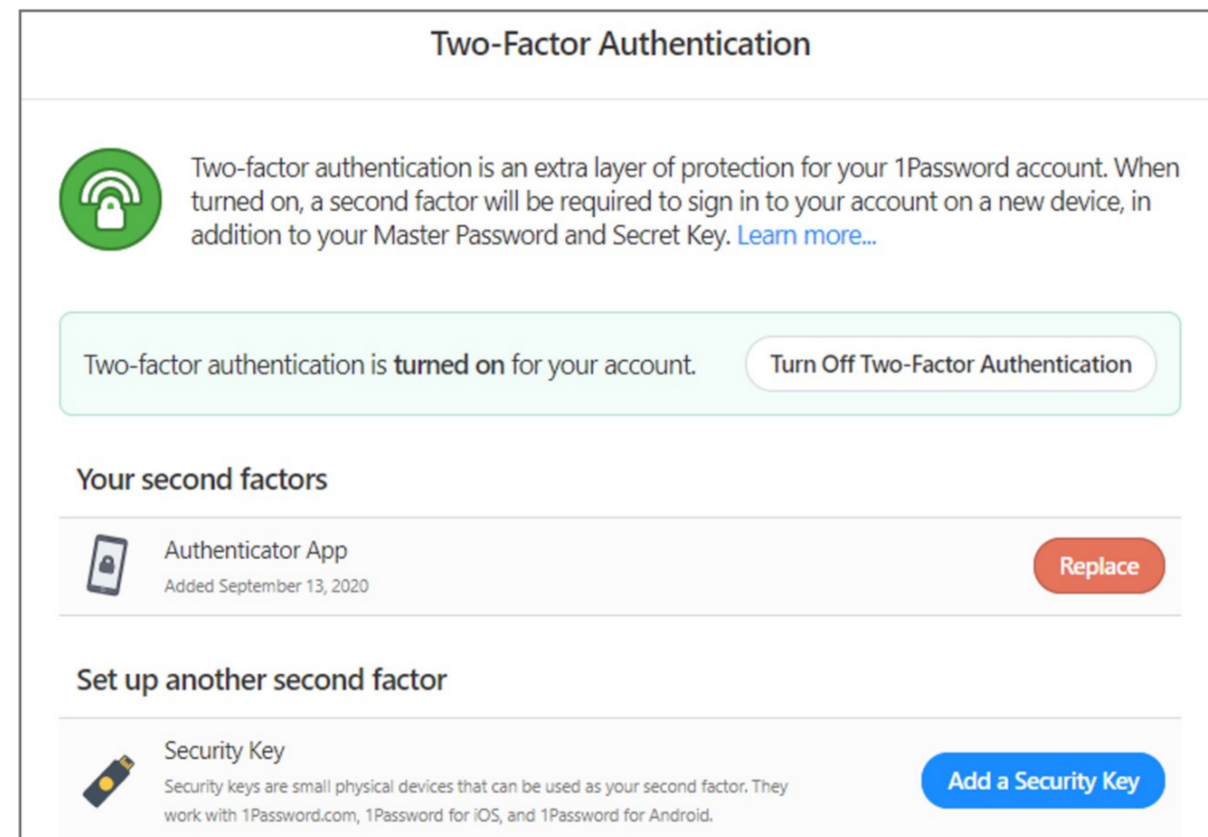 Two-Factor Authentication
Two-factor authentication is an extra layer of protection for your 1Password account. When
turned on, a second factor will be required to sign in to your account on a new device, in
addition to your Master Password and Secret Key. Learn more...
Two-factor authentication is turned on for your account. Turn Off Two-Factor Authentication
Your second factors
Authenticator App
Added September 13, 2020
Replace
Set up another second factor
Security Key
Security keys are small physical devices that can be used as your second factor. They
work with 1Password.com, 1Password for iOS, and 1Password for Android.
Add a Security Key